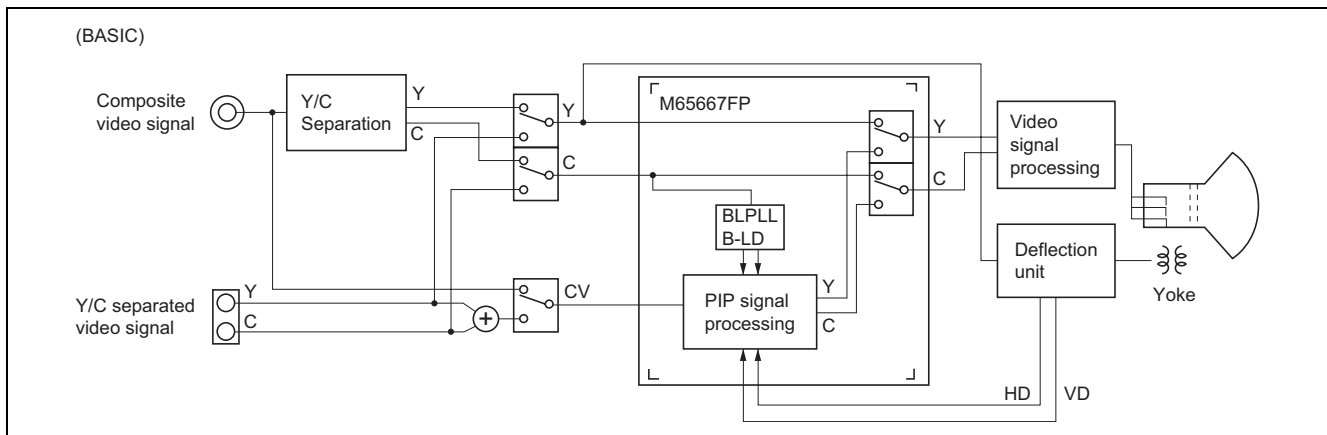 (BASIC)
Composite
video signal
Y/C
Separation
Y
C
Y
C
M65667FP
BLPLL
B-LD
PIP signal
processing
Y
C
Y
C
Video
signal
processing
Deflection
unit
Yoke
Y/C separated
video signal
Y
C
+
CV
HD
VD